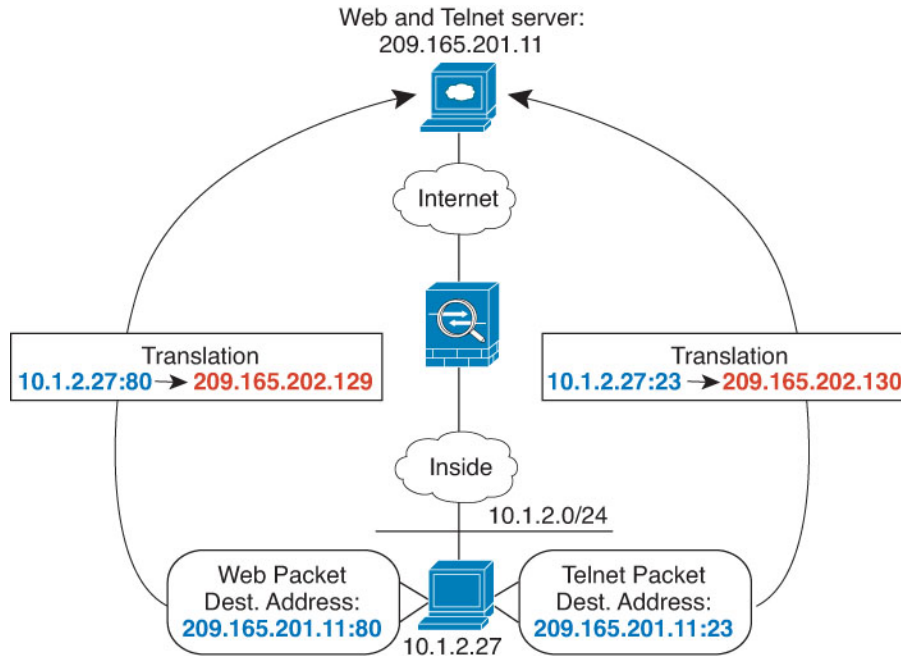 Web and Telnet server:
209.165.201.11
Internet
Translation
10.1.2.27:80 → 209.165.202.129
Translation
10.1.2.27:23 → 209.165.202.130
Inside
10.1.2.0/24
Web Packet
Dest. Address:
209.165.201.11:80
Telnet Packet
Dest. Address:
209.165.201.11:23
10.1.2.27